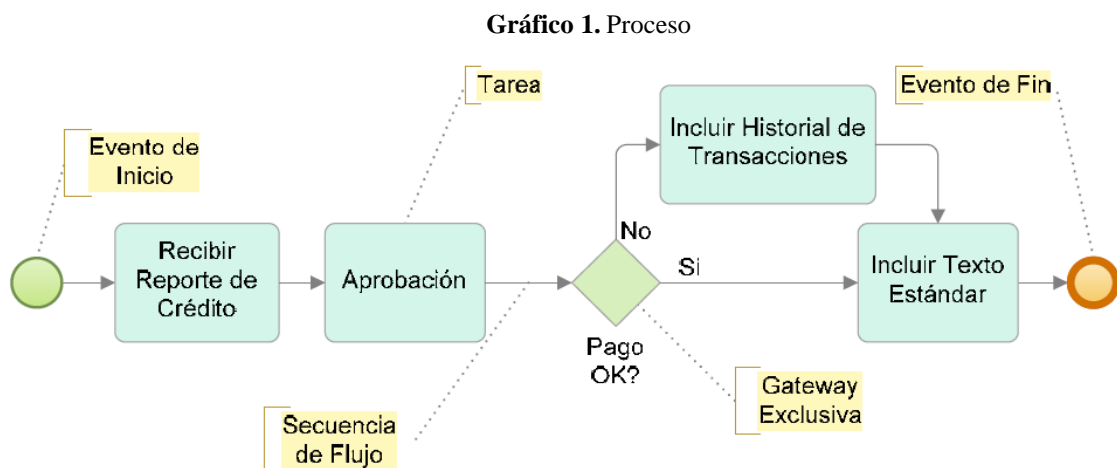 Gráfico 1. Proceso
Tarea
Evento de Fin
Evento de
Inicio
Incluir Historial de
Transacciones
No
Recibir
Reporte de
Crédito
Aprobación
Si
Incluir Texto
Estándar
Pago
OK?
Gateway
Exclusiva
Secuencia
de Flujo